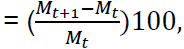 = (\frac{M_{t+1}-M_t}{M_t})100,